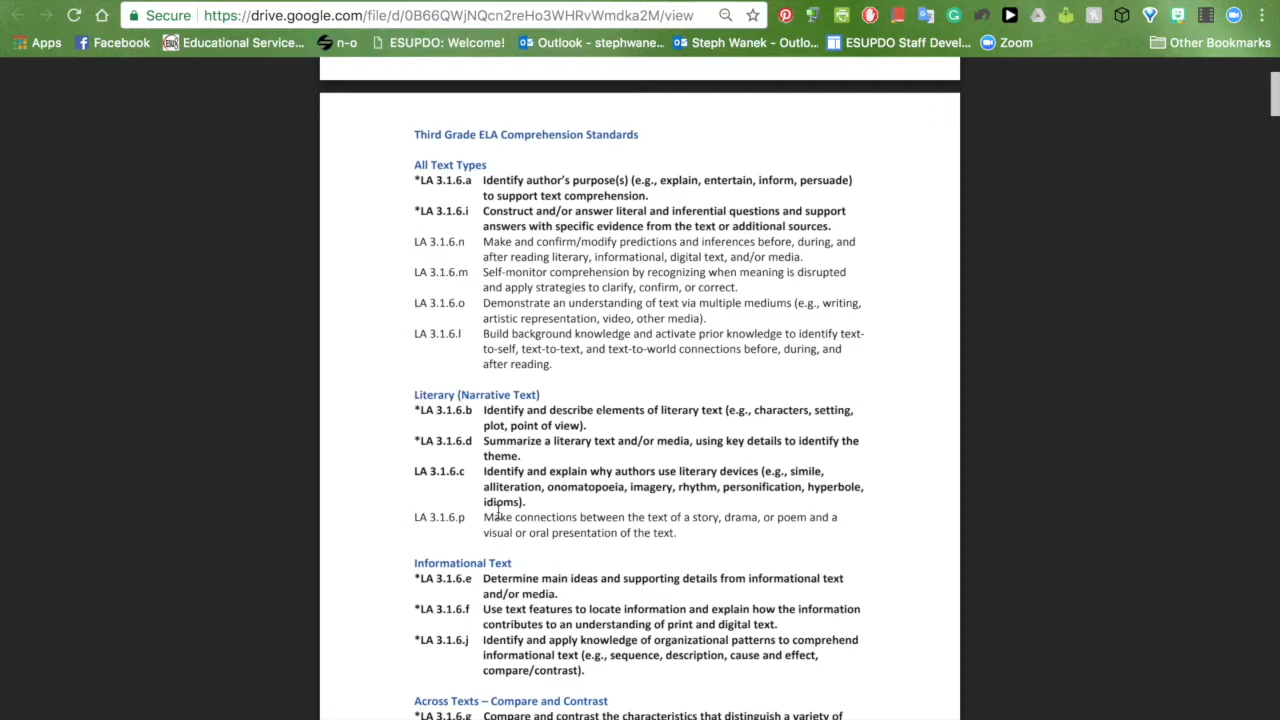 Secure https://drive.google.com/file/d/0B66QWjNQcn2reHo3WHRvWmdka2M/view
Apps Facebook Educational Service... n-o ESUPDO: Welcome! Outlook - stephwane... Steph Wanek - Outlo... ESUPDO Staff Devel... Zoom Other Bookmarks
Third Grade ELA Comprehension Standards
All Text Types
*LA 3.1.6.a Identify author's purpose(s) (e.g., explain, entertain, inform, persuade)
to support text comprehension.
*LA 3.1.6.i Construct and/or answer literal and inferential questions and support
answers with specific evidence from the text or additional sources.
LA 3.1.6.n Make and confirm/modify predictions and inferences before, during, and
after reading literary, informational, digital text, and/or media.
LA 3.1.6.m Self-monitor comprehension by recognizing when meaning is disrupted
and apply strategies to clarify, confirm, or correct.
LA 3.1.6.o Demonstrate an understanding of text via multiple mediums (e.g., writing,
artistic representation, video, other media).
LA 3.1.6.l Build background knowledge and activate prior knowledge to identify text-
to-self, text-to-text, and text-to-world connections before, during, and
after reading.
Literary (Narrative Text)
*LA 3.1.6.b Identify and describe elements of literary text (e.g., characters, setting,
plot, point of view).
*LA 3.1.6.d Summarize a literary text and/or media, using key details to identify the
theme.
LA 3.1.6.c Identify and explain why authors use literary devices (e.g., simile,
alliteration, onomatopoeia, imagery, rhythm, personification, hyperbole,
idioms).
LA 3.1.6.p Make connections between the text of a story, drama, or poem and a
visual or oral presentation of the text.
Informational Text
*LA 3.1.6.e Determine main ideas and supporting details from informational text
and/or media.
*LA 3.1.6.f Use text features to locate information and explain how the information
contributes to an understanding of print and digital text.
*LA 3.1.6.j Identify and apply knowledge of organizational patterns to comprehend
informational text (e.g., sequence, description, cause and effect,
compare/contrast).
Across Texts – Compare and Contrast
*LA 3.1.6.g Compare and contrast the characteristics that distinguish a variety of